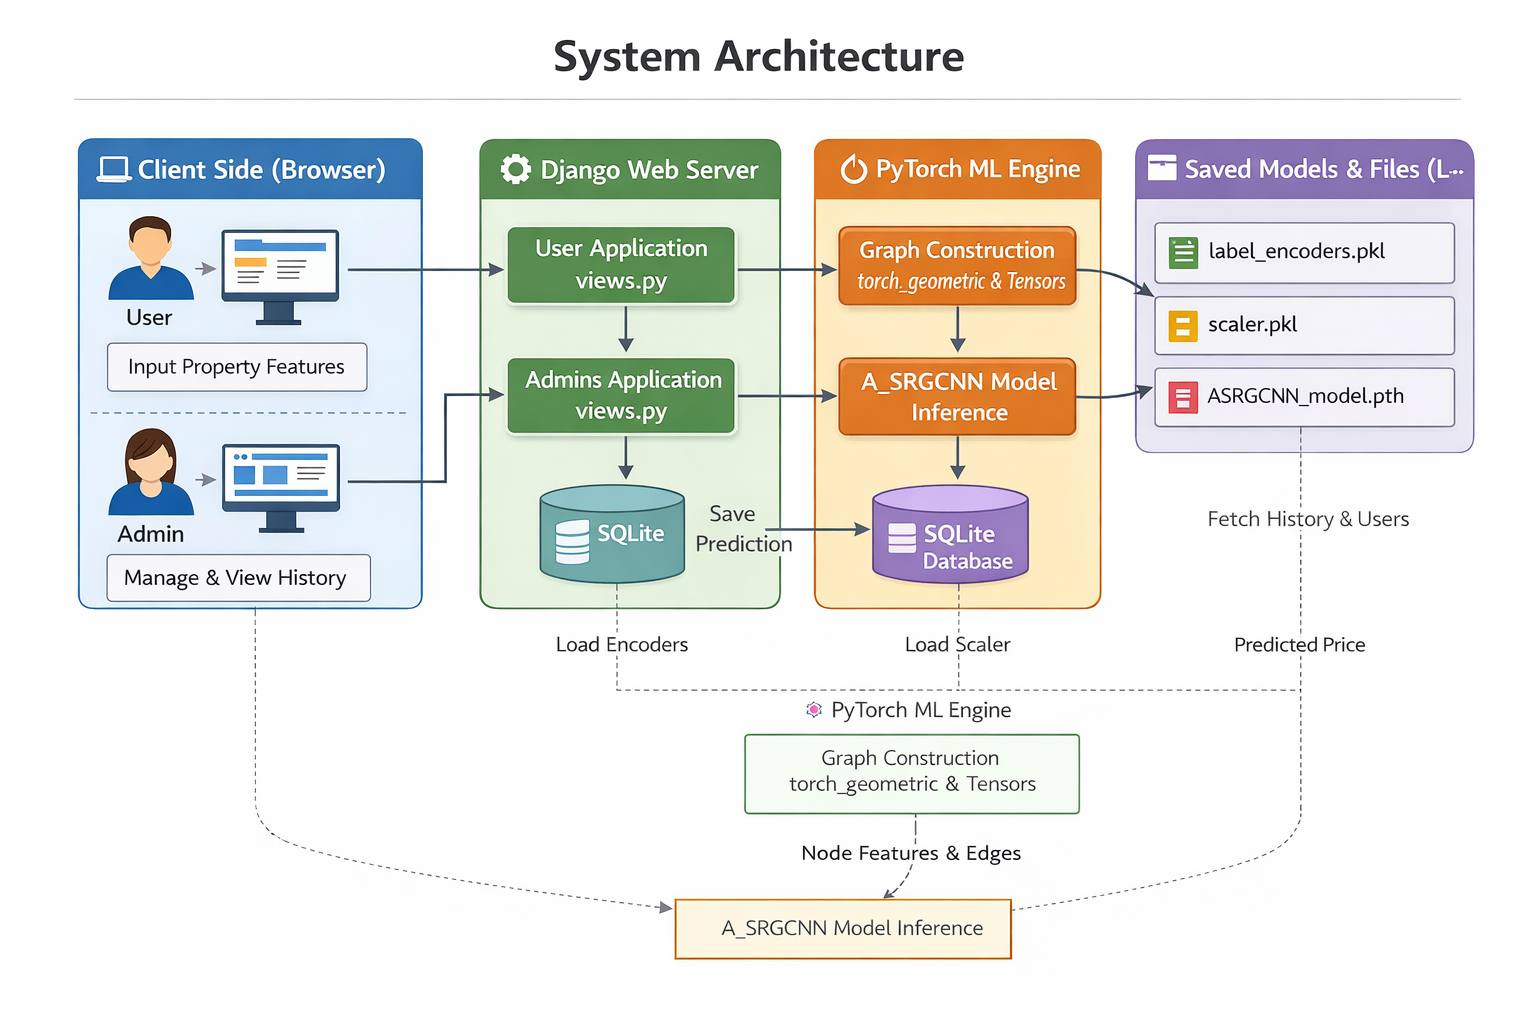 System Architecture
Client Side (Browser)
User
Input Property Features
Admin
Manage & View History
Django Web Server
User Application
views.py
Admins Application
views.py
SQLite
Save
Prediction
PyTorch ML Engine
Graph Construction
torch_geometric & Tensors
A_SRGCNN Model
Inference
SQLite
Database
Saved Models & Files (L...
label_encoders.pkl
scaler.pkl
ASRGCNN_model.pth
Fetch History & Users
Load Encoders
Load Scaler
Predicted Price
PyTorch ML Engine
Graph Construction
torch_geometric & Tensors
Node Features & Edges
A_SRGCNN Model Inference